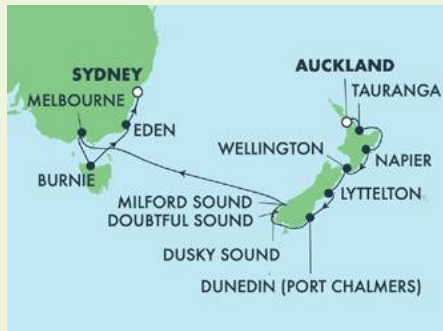 SYDNEY
MELBOURNE
EDEN
BURNIE
AUCKLAND
TAURANGA
NAPIER
WELLINGTON
LYTTELTON
MILFORD SOUND
DOUBTFUL SOUND
DUSKY SOUND
DUNEDIN (PORT CHALMERS)